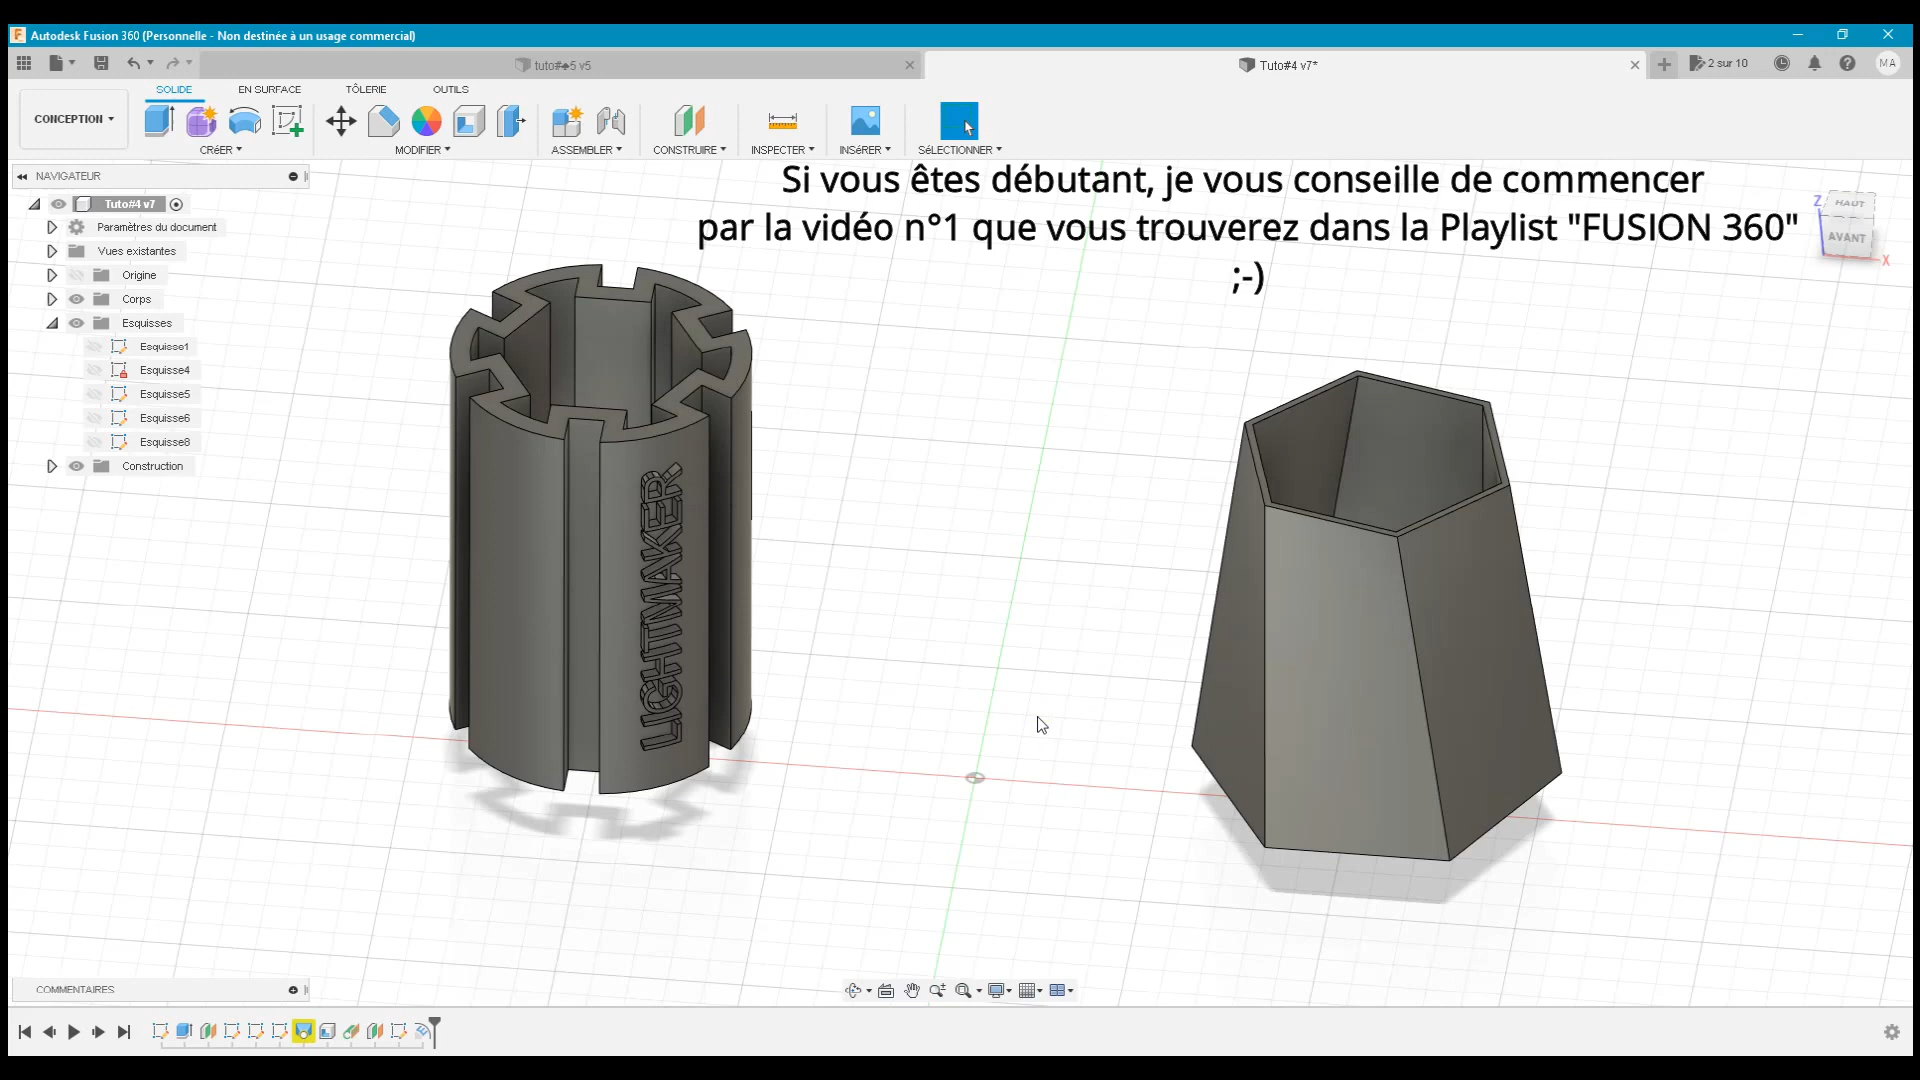 Autodesk Fusion 360 (Personnelle - Non destinée à un usage commercial)
tuto#♠5 v5
Tuto#4 v7*
2 sur 10
MA
CONCEPTION
SOLIDE
EN SURFACE
TÔLERIE
OUTILS
CRéER
MODIFIER
ASSEMBLER
CONSTRUIRE
INSPECTER
INSéRER
SéLECTIONNER
NAVIGATEUR
Tuto#4 v7
Paramètres du document
Vues existantes
Origine
Corps
Esquisses
Esquisse1
Esquisse4
Esquisse5
Esquisse6
Esquisse8
Construction
Si vous êtes débutant, je vous conseille de commencer
par la vidéo n°1 que vous trouverez dans la Playlist "FUSION 360"
;-)
Z
HAUT
AVANT
X
LIGHTMAKER
COMMENTAIRES